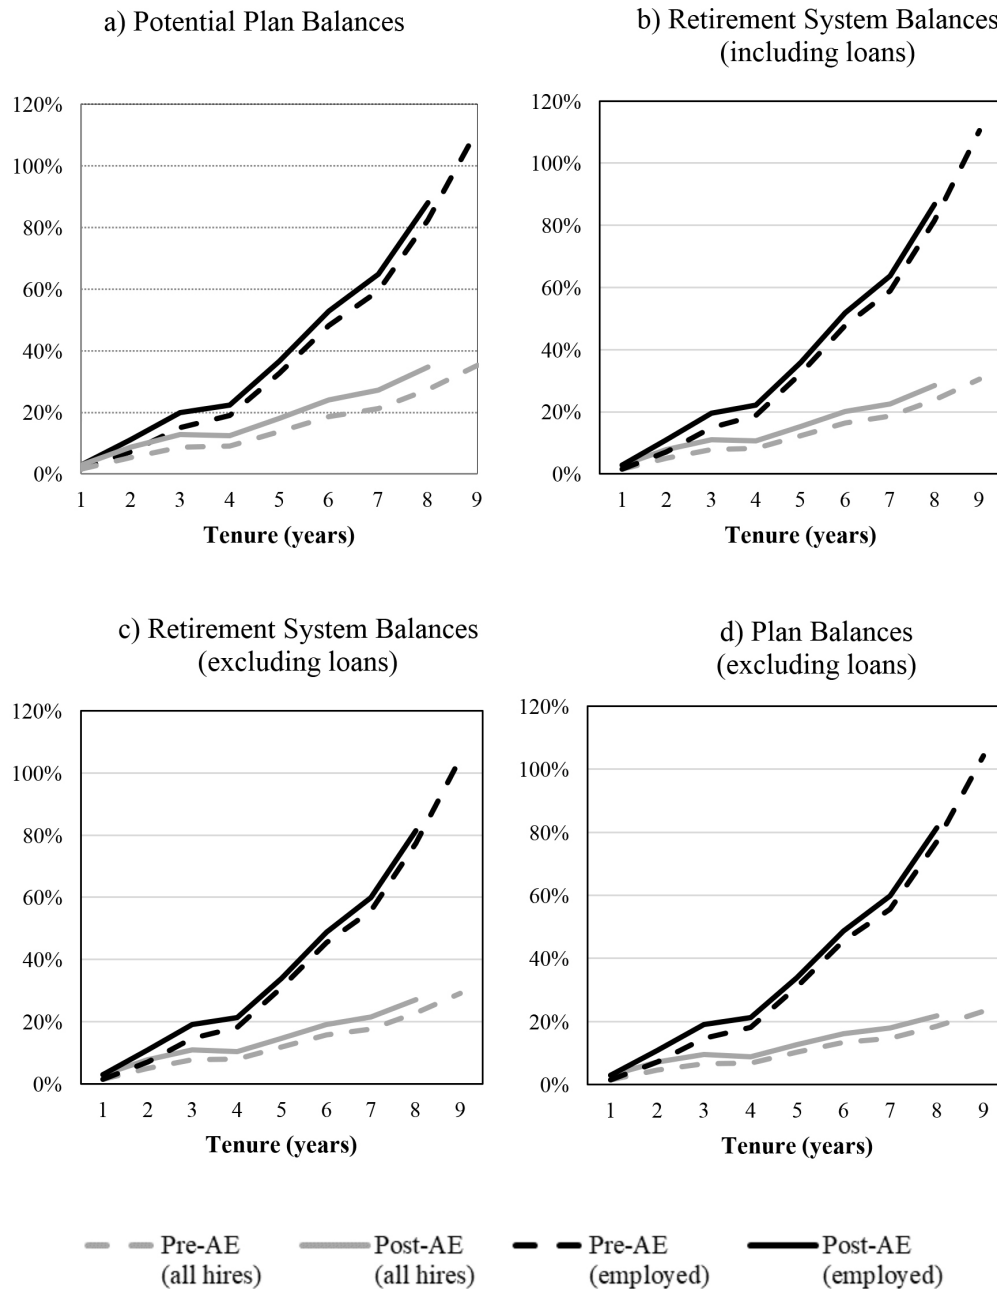 a) Potential Plan Balances
120%
100%
80%
60%
40%
20%
0%
1 2 3 4 5 6 7 8 9
Tenure (years)
b) Retirement System Balances
(including loans)
120%
100%
80%
60%
40%
20%
0%
1 2 3 4 5 6 7 8 9
Tenure (years)
c) Retirement System Balances
(excluding loans)
120%
100%
80%
60%
40%
20%
0%
1 2 3 4 5 6 7 8 9
Tenure (years)
d) Plan Balances
(excluding loans)
120%
100%
80%
60%
40%
20%
0%
1 2 3 4 5 6 7 8 9
Tenure (years)
Pre-AE
(all hires)
Post-AE
(all hires)
Pre-AE
(employed)
Post-AE
(employed)